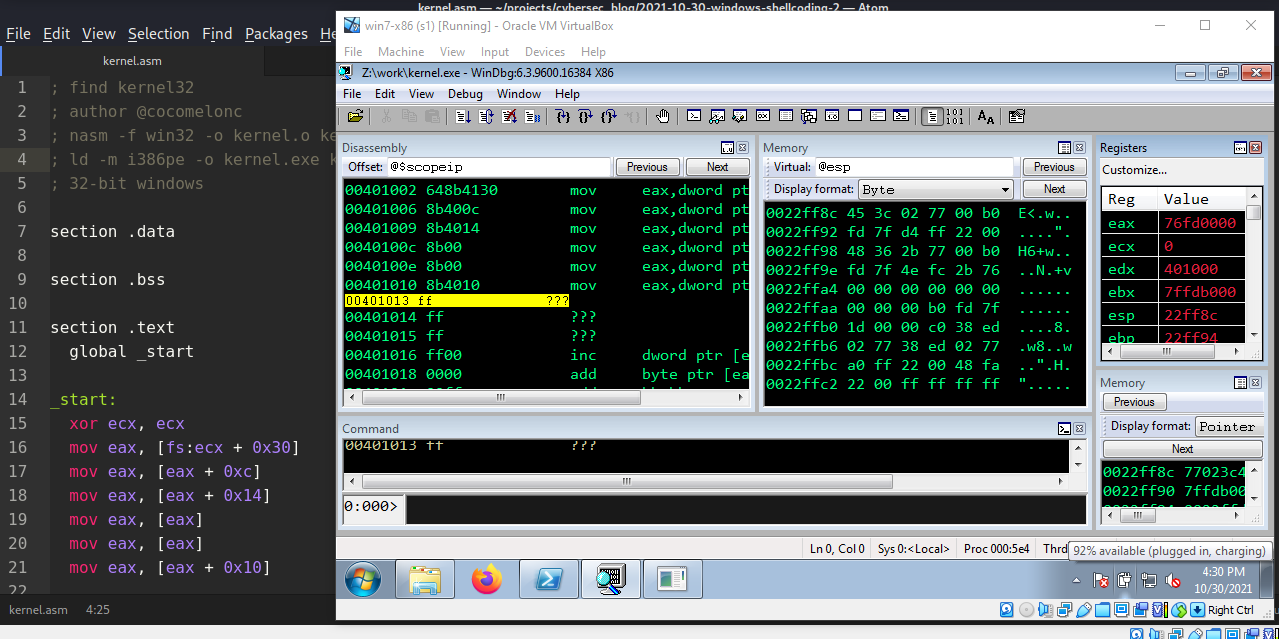 kernel.asm — ~/projects/cybersec_blog/2021-10-30-windows-shellcoding-2 — Atom
File Edit View Selection Find Packages He
kernel.asm
1 ; find kernel32
2 ; author @cocomelonc
3 ; nasm -f win32 -o kernel.o ke
4 ; ld -m i386pe -o kernel.exe k
5 ; 32-bit windows
6
7 section .data
8
9 section .bss
10
11 section .text
12 global _start
13
14 _start:
15 xor ecx, ecx
16 mov eax, [fs:ecx + 0x30]
17 mov eax, [eax + 0xc]
18 mov eax, [eax + 0x14]
19 mov eax, [eax]
20 mov eax, [eax]
21 mov eax, [eax + 0x10]
22
kernel.asm 4:25
win7-x86 (s1) [Running] - Oracle VM VirtualBox
File Machine View Input Devices Help
Z:\work\kernel.exe - WinDbg:6.3.9600.16384 X86
File Edit View Debug Window Help
Disassembly
Offset: @$scopeip Previous Next
00401002 648b4130 mov eax,dword pt
00401006 8b400c mov eax,dword pt
00401009 8b4014 mov eax,dword pt
0040100c 8b00 mov eax,dword pt
0040100e 8b00 mov eax,dword pt
00401010 8b4010 mov eax,dword pt
00401013 ff ???
00401014 ff ???
00401015 ff ???
00401016 ff00 inc dword ptr [e
00401018 0000 add byte ptr [ea
Memory
Virtual: @esp Previous
Display format: Byte Next
0022ff8c 45 3c 02 77 00 b0 E<.w..
0022ff92 fd 7f d4 ff 22 00 ....".
0022ff98 48 36 2b 77 00 b0 H6+w..
0022ff9e fd 7f 4e fc 2b 76 ..N.+v
0022ffa4 00 00 00 00 00 00 ......
0022ffaa 00 00 00 b0 fd 7f ......
0022ffb0 1d 00 00 c0 38 ed ....8.
0022ffb6 02 77 38 ed 02 77 .w8..w
0022ffbc a0 ff 22 00 48 fa ..".H.
0022ffc2 22 00 ff ff ff ff ".....
Registers
Customize...
Reg Value
eax 76fd0000
ecx 0
edx 401000
ebx 7ffdb000
esp 22ff8c
ebp 22ff94
Command
00401013 ff ???
0:000>
Memory
Previous
Display format: Pointer
Next
0022ff8c 77023c4
0022ff90 7ffdb00
Ln 0, Col 0 Sys 0:<Local> Proc 000:5e4 Thrd
92% available (plugged in, charging)
4:30 PM
10/30/2021
Right Ctrl